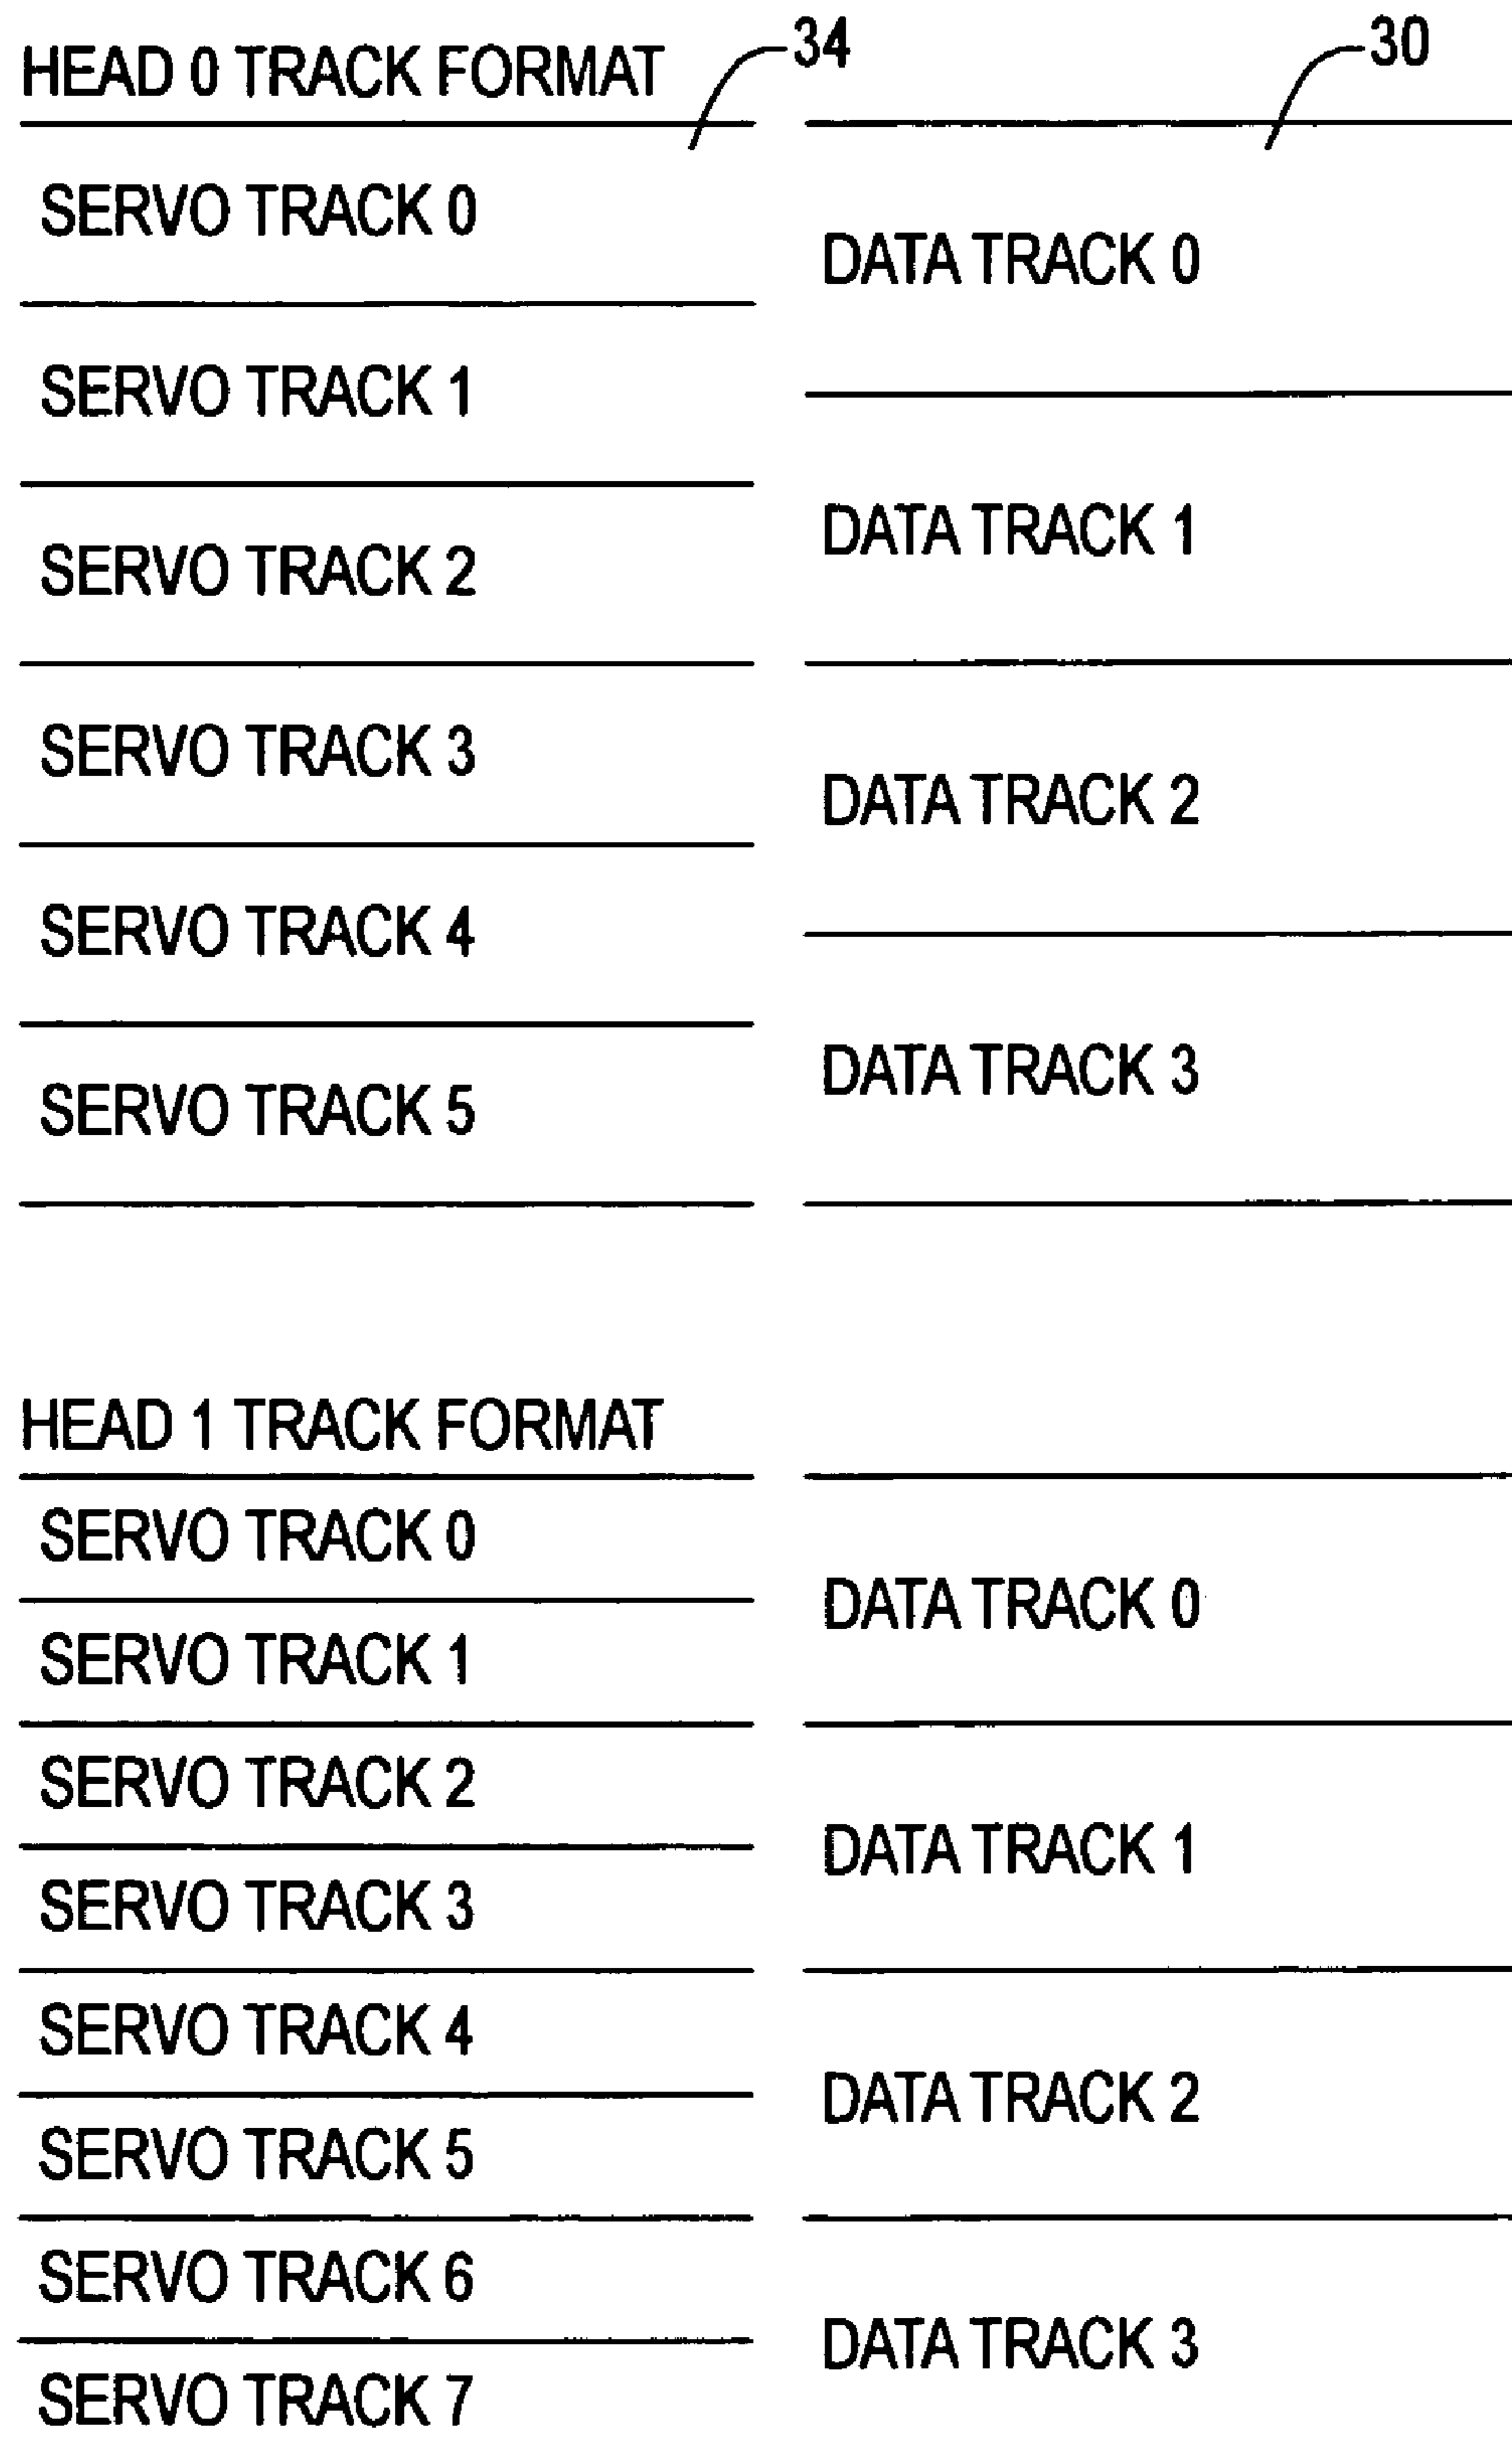 HEAD 0 TRACK FORMAT
34
30
SERVO TRACK 0
DATA TRACK 0
SERVO TRACK 1
DATA TRACK 1
SERVO TRACK 2
SERVO TRACK 3
DATA TRACK 2
SERVO TRACK 4
DATA TRACK 3
SERVO TRACK 5
HEAD 1 TRACK FORMAT
SERVO TRACK 0
DATA TRACK 0
SERVO TRACK 1
SERVO TRACK 2
DATA TRACK 1
SERVO TRACK 3
SERVO TRACK 4
DATA TRACK 2
SERVO TRACK 5
SERVO TRACK 6
DATA TRACK 3
SERVO TRACK 7